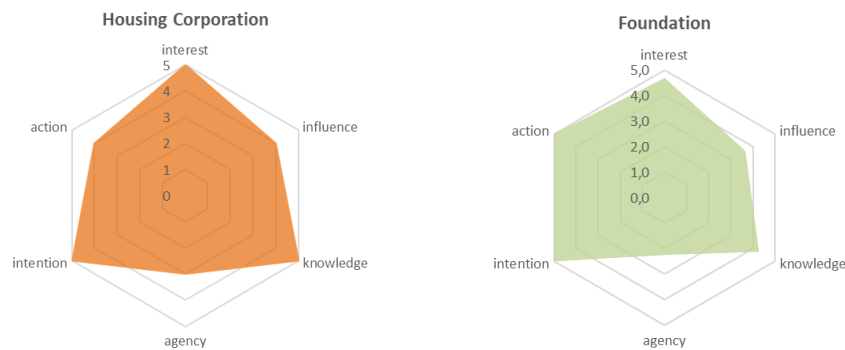 Housing Corporation
interest
5
4
3
2
1
0
action
influence
intention
knowledge
agency
Foundation
interest
5,0
4,0
3,0
2,0
1,0
0,0
action
influence
intention
knowledge
agency